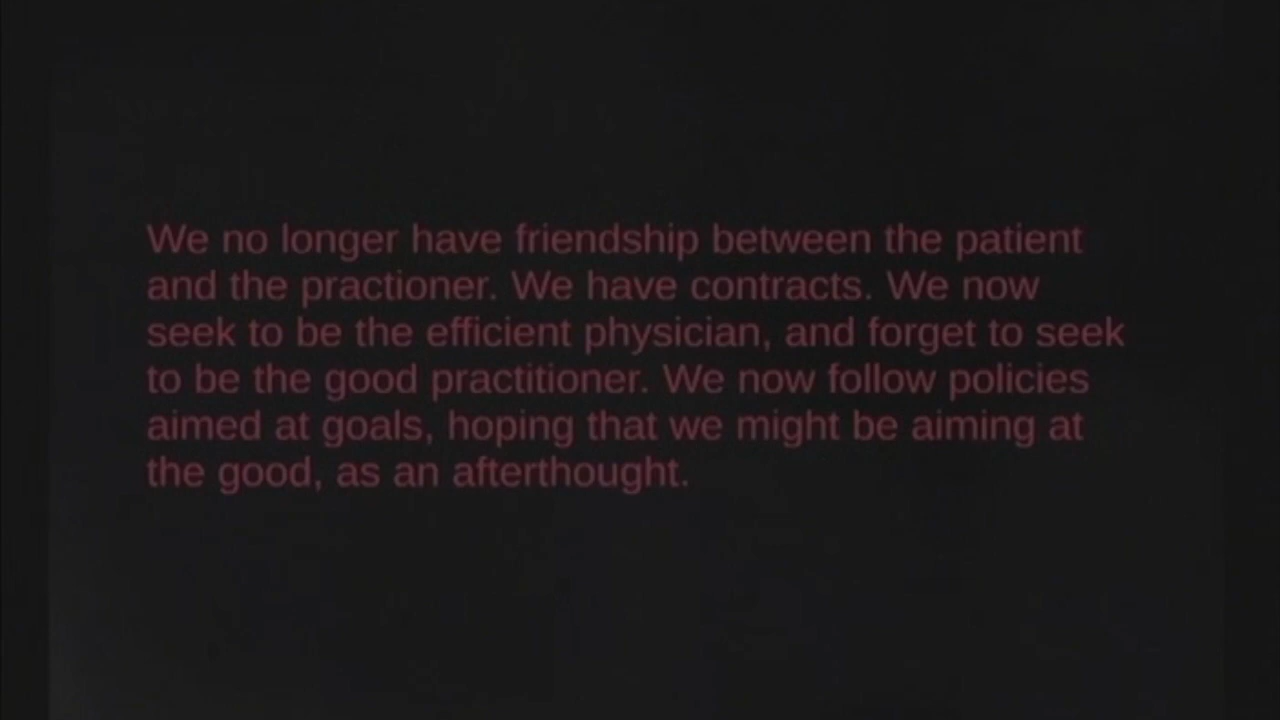 We no longer have friendship between the patient
and the practioner. We have contracts. We now
seek to be the efficient physician, and forget to seek
to be the good practitioner. We now follow policies
aimed at goals, hoping that we might be aiming at
the good, as an afterthought.